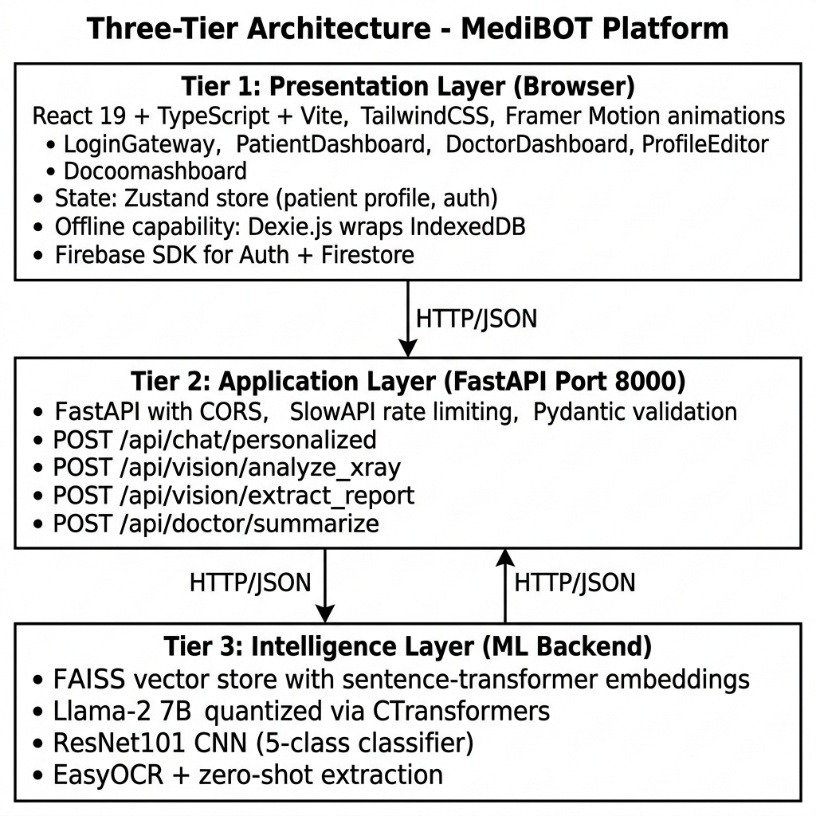 Three-Tier Architecture - MediBOT Platform
Tier 1: Presentation Layer (Browser)
React 19 + TypeScript + Vite, TailwindCSS, Framer Motion animations
• LoginGateway, PatientDashboard, DoctorDashboard, ProfileEditor
• Docoomashboard
• State: Zustand store (patient profile, auth)
• Offline capability: Dexie.js wraps IndexedDB
• Firebase SDK for Auth + Firestore
HTTP/JSON
Tier 2: Application Layer (FastAPI Port 8000)
• FastAPI with CORS, SlowAPI rate limiting, Pydantic validation
• POST /api/chat/personalized
• POST /api/vision/analyze_xray
• POST /api/vision/extract_report
• POST /api/doctor/summarize
HTTP/JSON HTTP/JSON
Tier 3: Intelligence Layer (ML Backend)
• FAISS vector store with sentence-transformer embeddings
• Llama-2 7B quantized via CTransformers
• ResNet101 CNN (5-class classifier)
• EasyOCR + zero-shot extraction